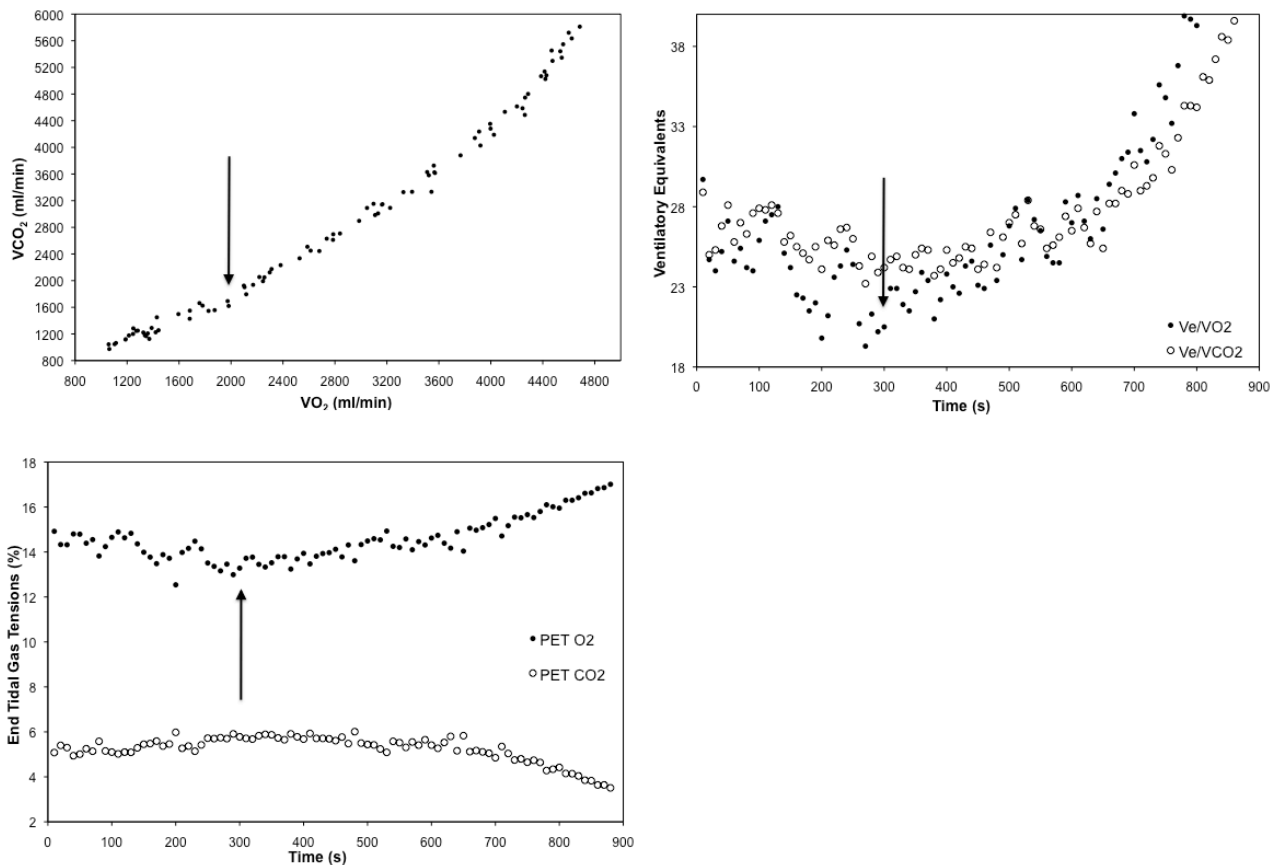 6000
5600
5200
4800
4400
4000
3600
3200
2800
2400
2000
1600
1200
800
VCO2 (ml/min)
800 1200 1600 2000 2400 2800 3200 3600 4000 4400 4800
VO2 (ml/min)
38
33
28
23
18
Ventilatory Equivalents
Ve/VO2
Ve/VCO2
0 100 200 300 400 500 600 700 800 900
Time (s)
18
16
14
12
10
8
6
4
2
End Tidal Gas Tensions (%)
PET O2
PET CO2
0 100 200 300 400 500 600 700 800 900
Time (s)